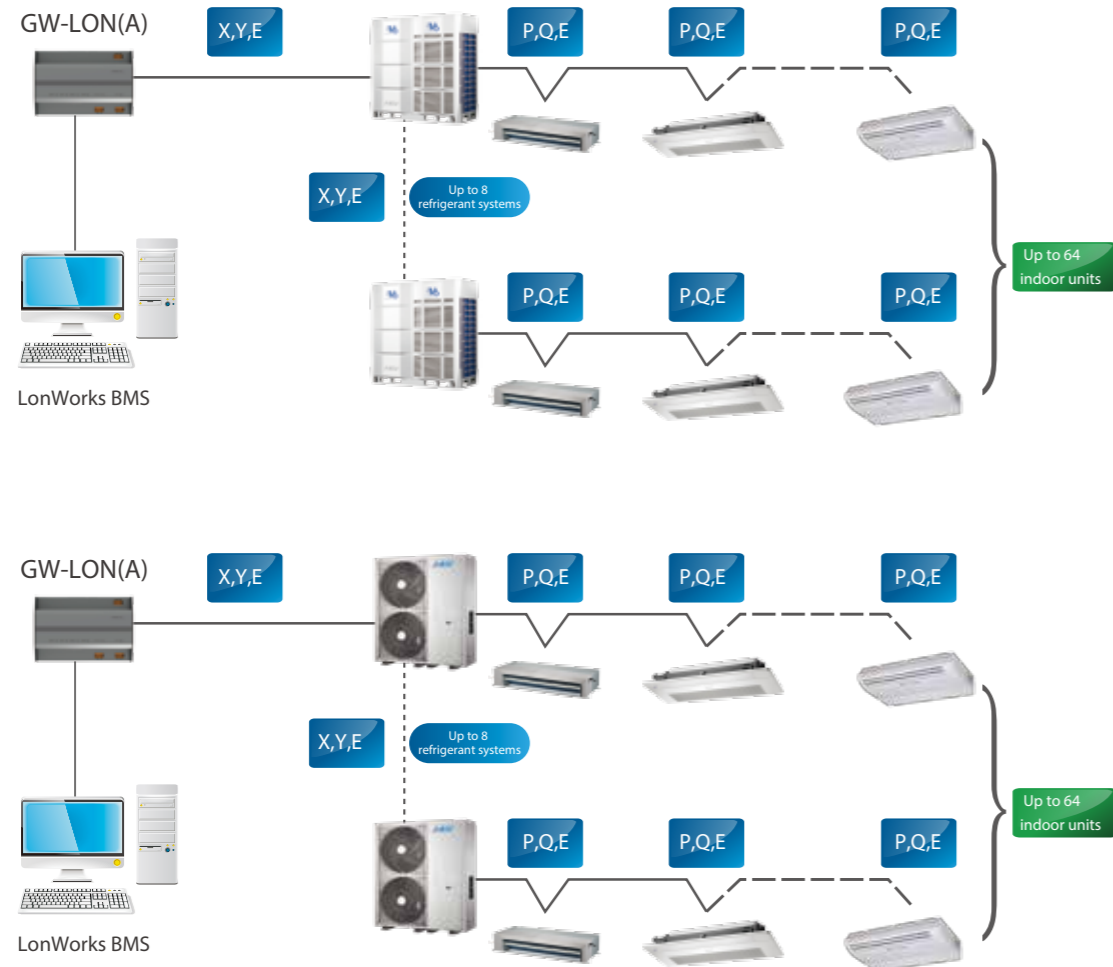 GW-LON(A)
X,Y,E
P,Q,E
P,Q,E
P,Q,E
X,Y,E
Up to 8
refrigerant systems
Up to 64
indoor units
P,Q,E
P,Q,E
P,Q,E
LonWorks BMS
GW-LON(A)
X,Y,E
P,Q,E
P,Q,E
P,Q,E
X,Y,E
Up to 8
refrigerant systems
Up to 64
indoor units
P,Q,E
P,Q,E
P,Q,E
LonWorks BMS